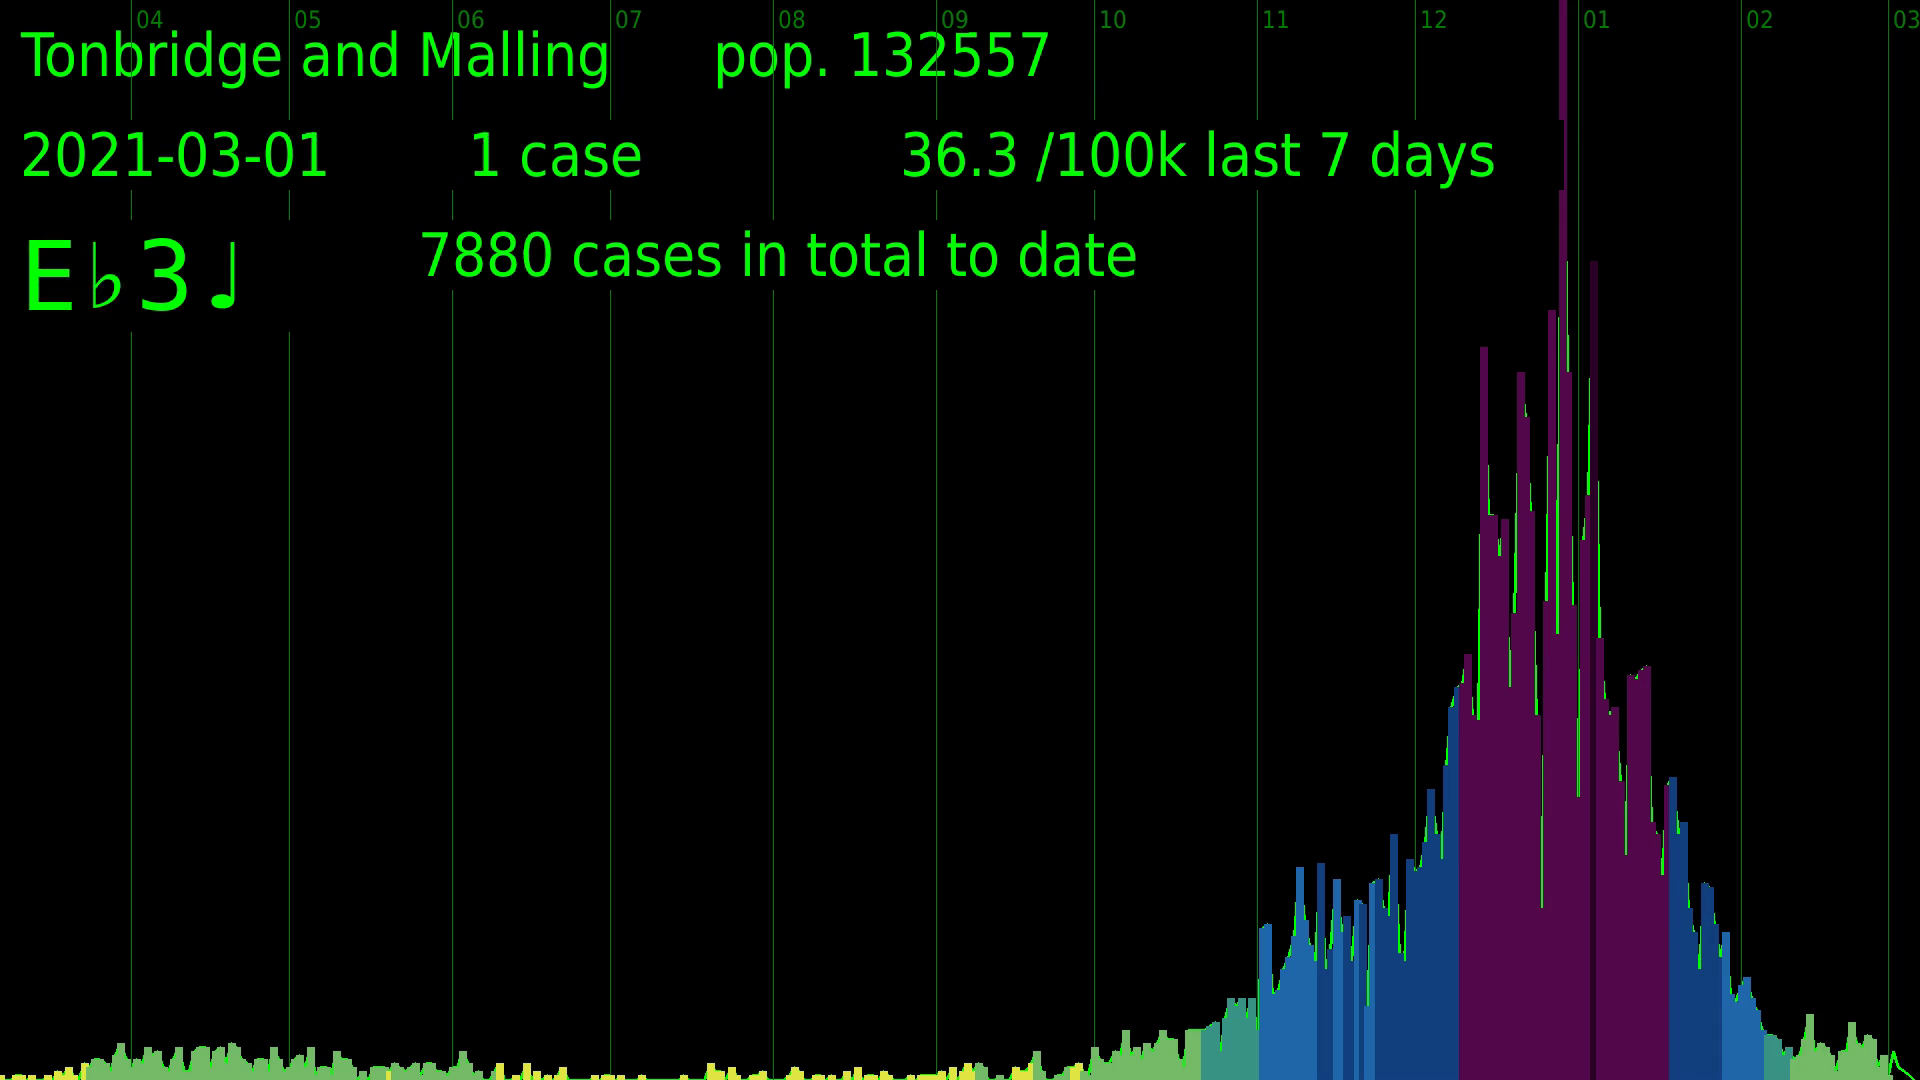 04 05 06 07 08 09 10 11 12 01 02 03
Tonbridge and Malling pop. 132557
2021-03-01 1 case 36.3 /100k last 7 days
E♭3♩ 7880 cases in total to date